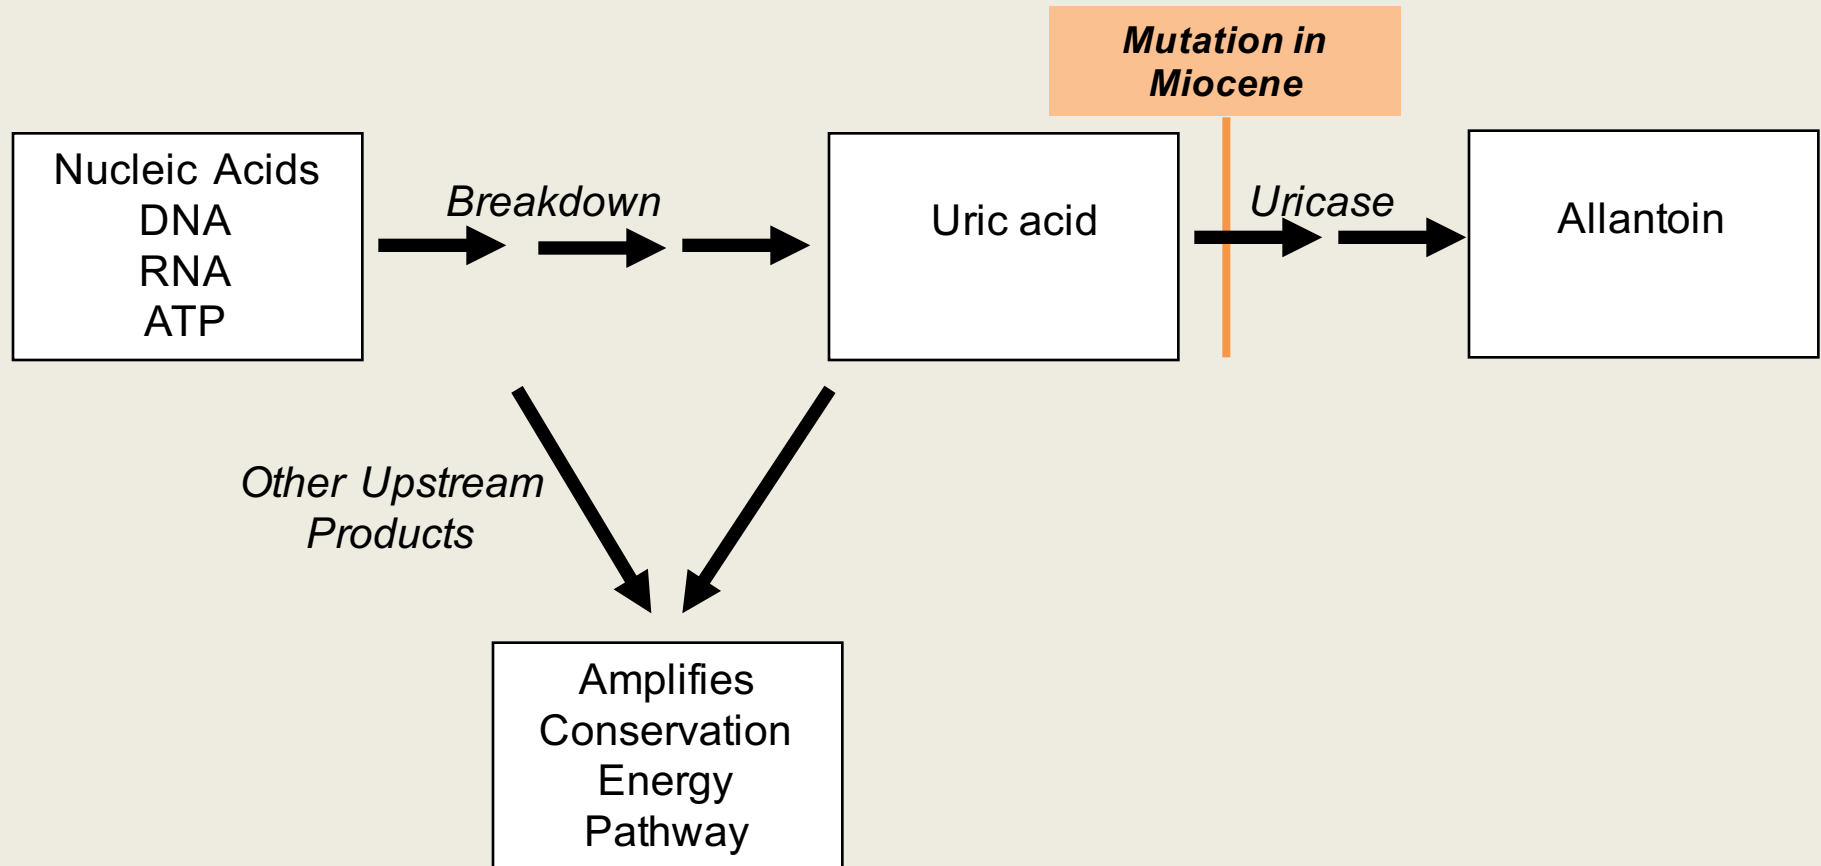 Mutation in
Miocene
Nucleic Acids
DNA
RNA
ATP
Breakdown
Uric acid
Uricase
Allantoin
Other Upstream
Products
Amplifies
Conservation
Energy
Pathway